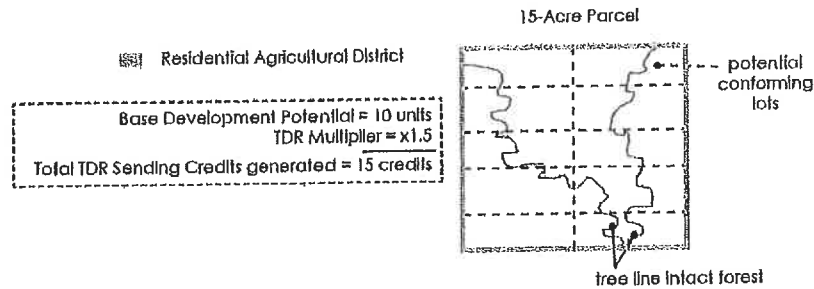 15-Acre Parcel
Residential Agricultural District
potential
conforming
lots
Base Development Potential = 10 units
TDR Multiplier = x1.5
Total TDR Sending Credits generated = 15 credits
tree line intact forest